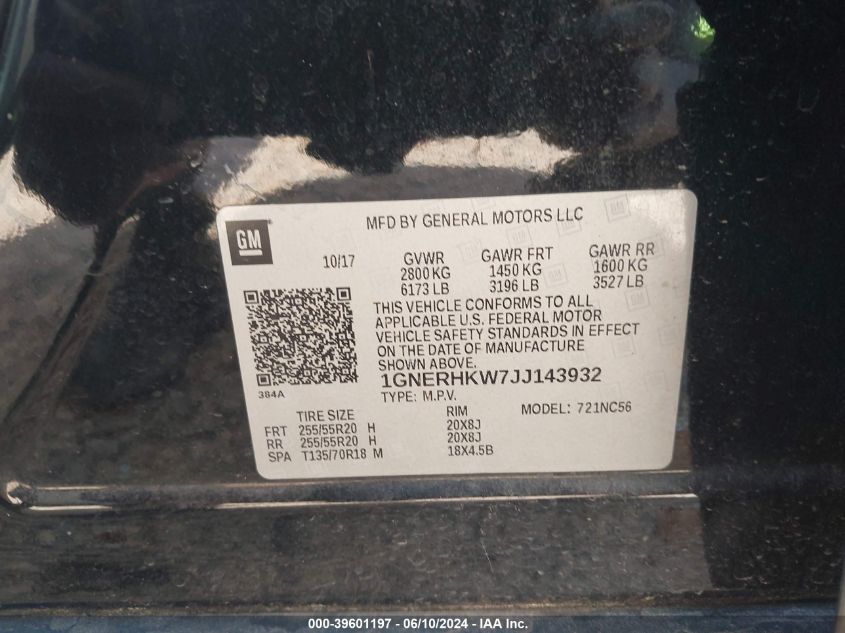 GM
MFD BY GENERAL MOTORS LLC
10/17 GVWR GAWR FRT GAWR RR
2800 KG 1450 KG 1600 KG
6173 LB 3196 LB 3527 LB
THIS VEHICLE CONFORMS TO ALL
APPLICABLE U.S. FEDERAL MOTOR
VEHICLE SAFETY STANDARDS IN EFFECT
ON THE DATE OF MANUFACTURE
SHOWN ABOVE.
384A
1GNERHKW7JJ143932
TYPE: M.P.V. MODEL: 721NC56
TIRE SIZE RIM
FRT 255/55R20 H 20X8J
RR 255/55R20 H 20X8J
SPA T135/70R18 M 18X4.5B
000-39601197 - 06/10/2024 - IAA Inc.